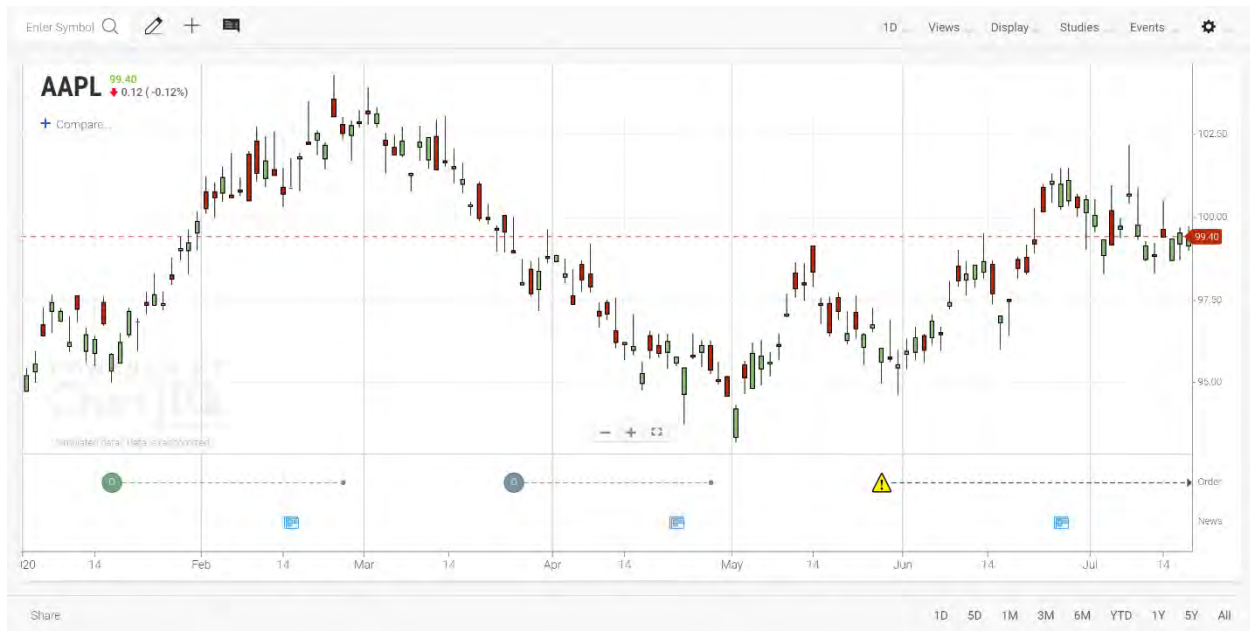 Enter Symbol
1D ... Views ... Display ... Studies ... Events ...
AAPL 99.40
0.12 (-0.12%)
+ Compare...
102.50
100.00
99.40
97.50
95.00
Simulated data. Data is randomized.
O O Order
News
20 14 Feb 14 Mar 14 Apr 14 May 14 Jun 14 Jul 14
Share 1D 5D 1M 3M 6M YTD 1Y 5Y All